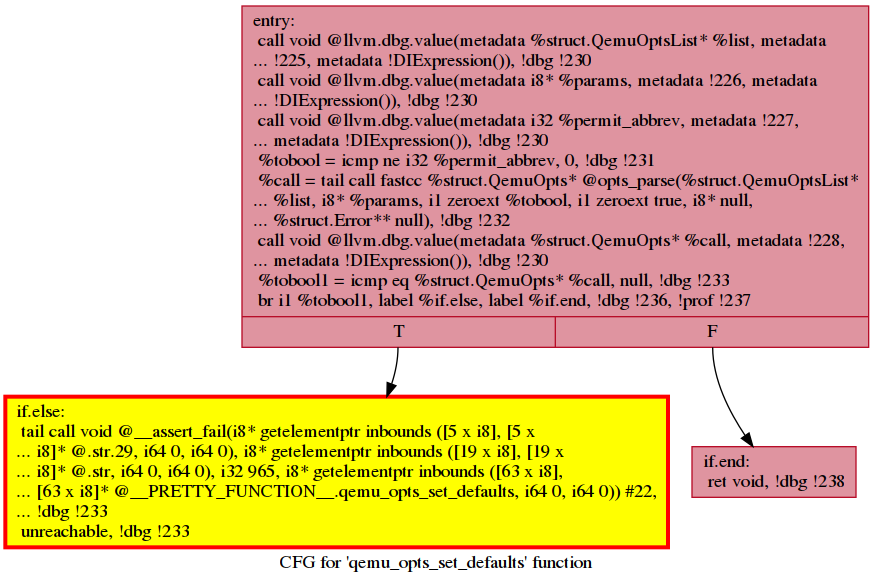 entry:
call void @llvm.dbg.value(metadata %struct.QemuOptsList* %list, metadata
... !225, metadata !DIExpression()), !dbg !230
call void @llvm.dbg.value(metadata i8* %params, metadata !226, metadata
... !DIExpression()), !dbg !230
call void @llvm.dbg.value(metadata i32 %permit_abbrev, metadata !227,
... metadata !DIExpression()), !dbg !230
%tobool = icmp ne i32 %permit_abbrev, 0, !dbg !231
%call = tail call fastcc %struct.QemuOpts* @opts_parse(%struct.QemuOptsList*
... %list, i8* %params, i1 zeroext %tobool, i1 zeroext true, i8* null,
... %struct.Error** null), !dbg !232
call void @llvm.dbg.value(metadata %struct.QemuOpts* %call, metadata !228,
... metadata !DIExpression()), !dbg !230
%tobool1 = icmp eq %struct.QemuOpts* %call, null, !dbg !233
br i1 %tobool1, label %if.else, label %if.end, !dbg !236, !prof !237
T F
if.else:
tail call void @__assert_fail(i8* getelementptr inbounds ([5 x i8], [5 x
... i8]* @.str.29, i64 0, i64 0), i8* getelementptr inbounds ([19 x i8], [19 x
... i8]* @.str, i64 0, i64 0), i32 965, i8* getelementptr inbounds ([63 x i8],
... [63 x i8]* @__PRETTY_FUNCTION__.qemu_opts_set_defaults, i64 0, i64 0)) #22,
... !dbg !233
unreachable, !dbg !233
if.end:
ret void, !dbg !238
CFG for 'qemu_opts_set_defaults' function